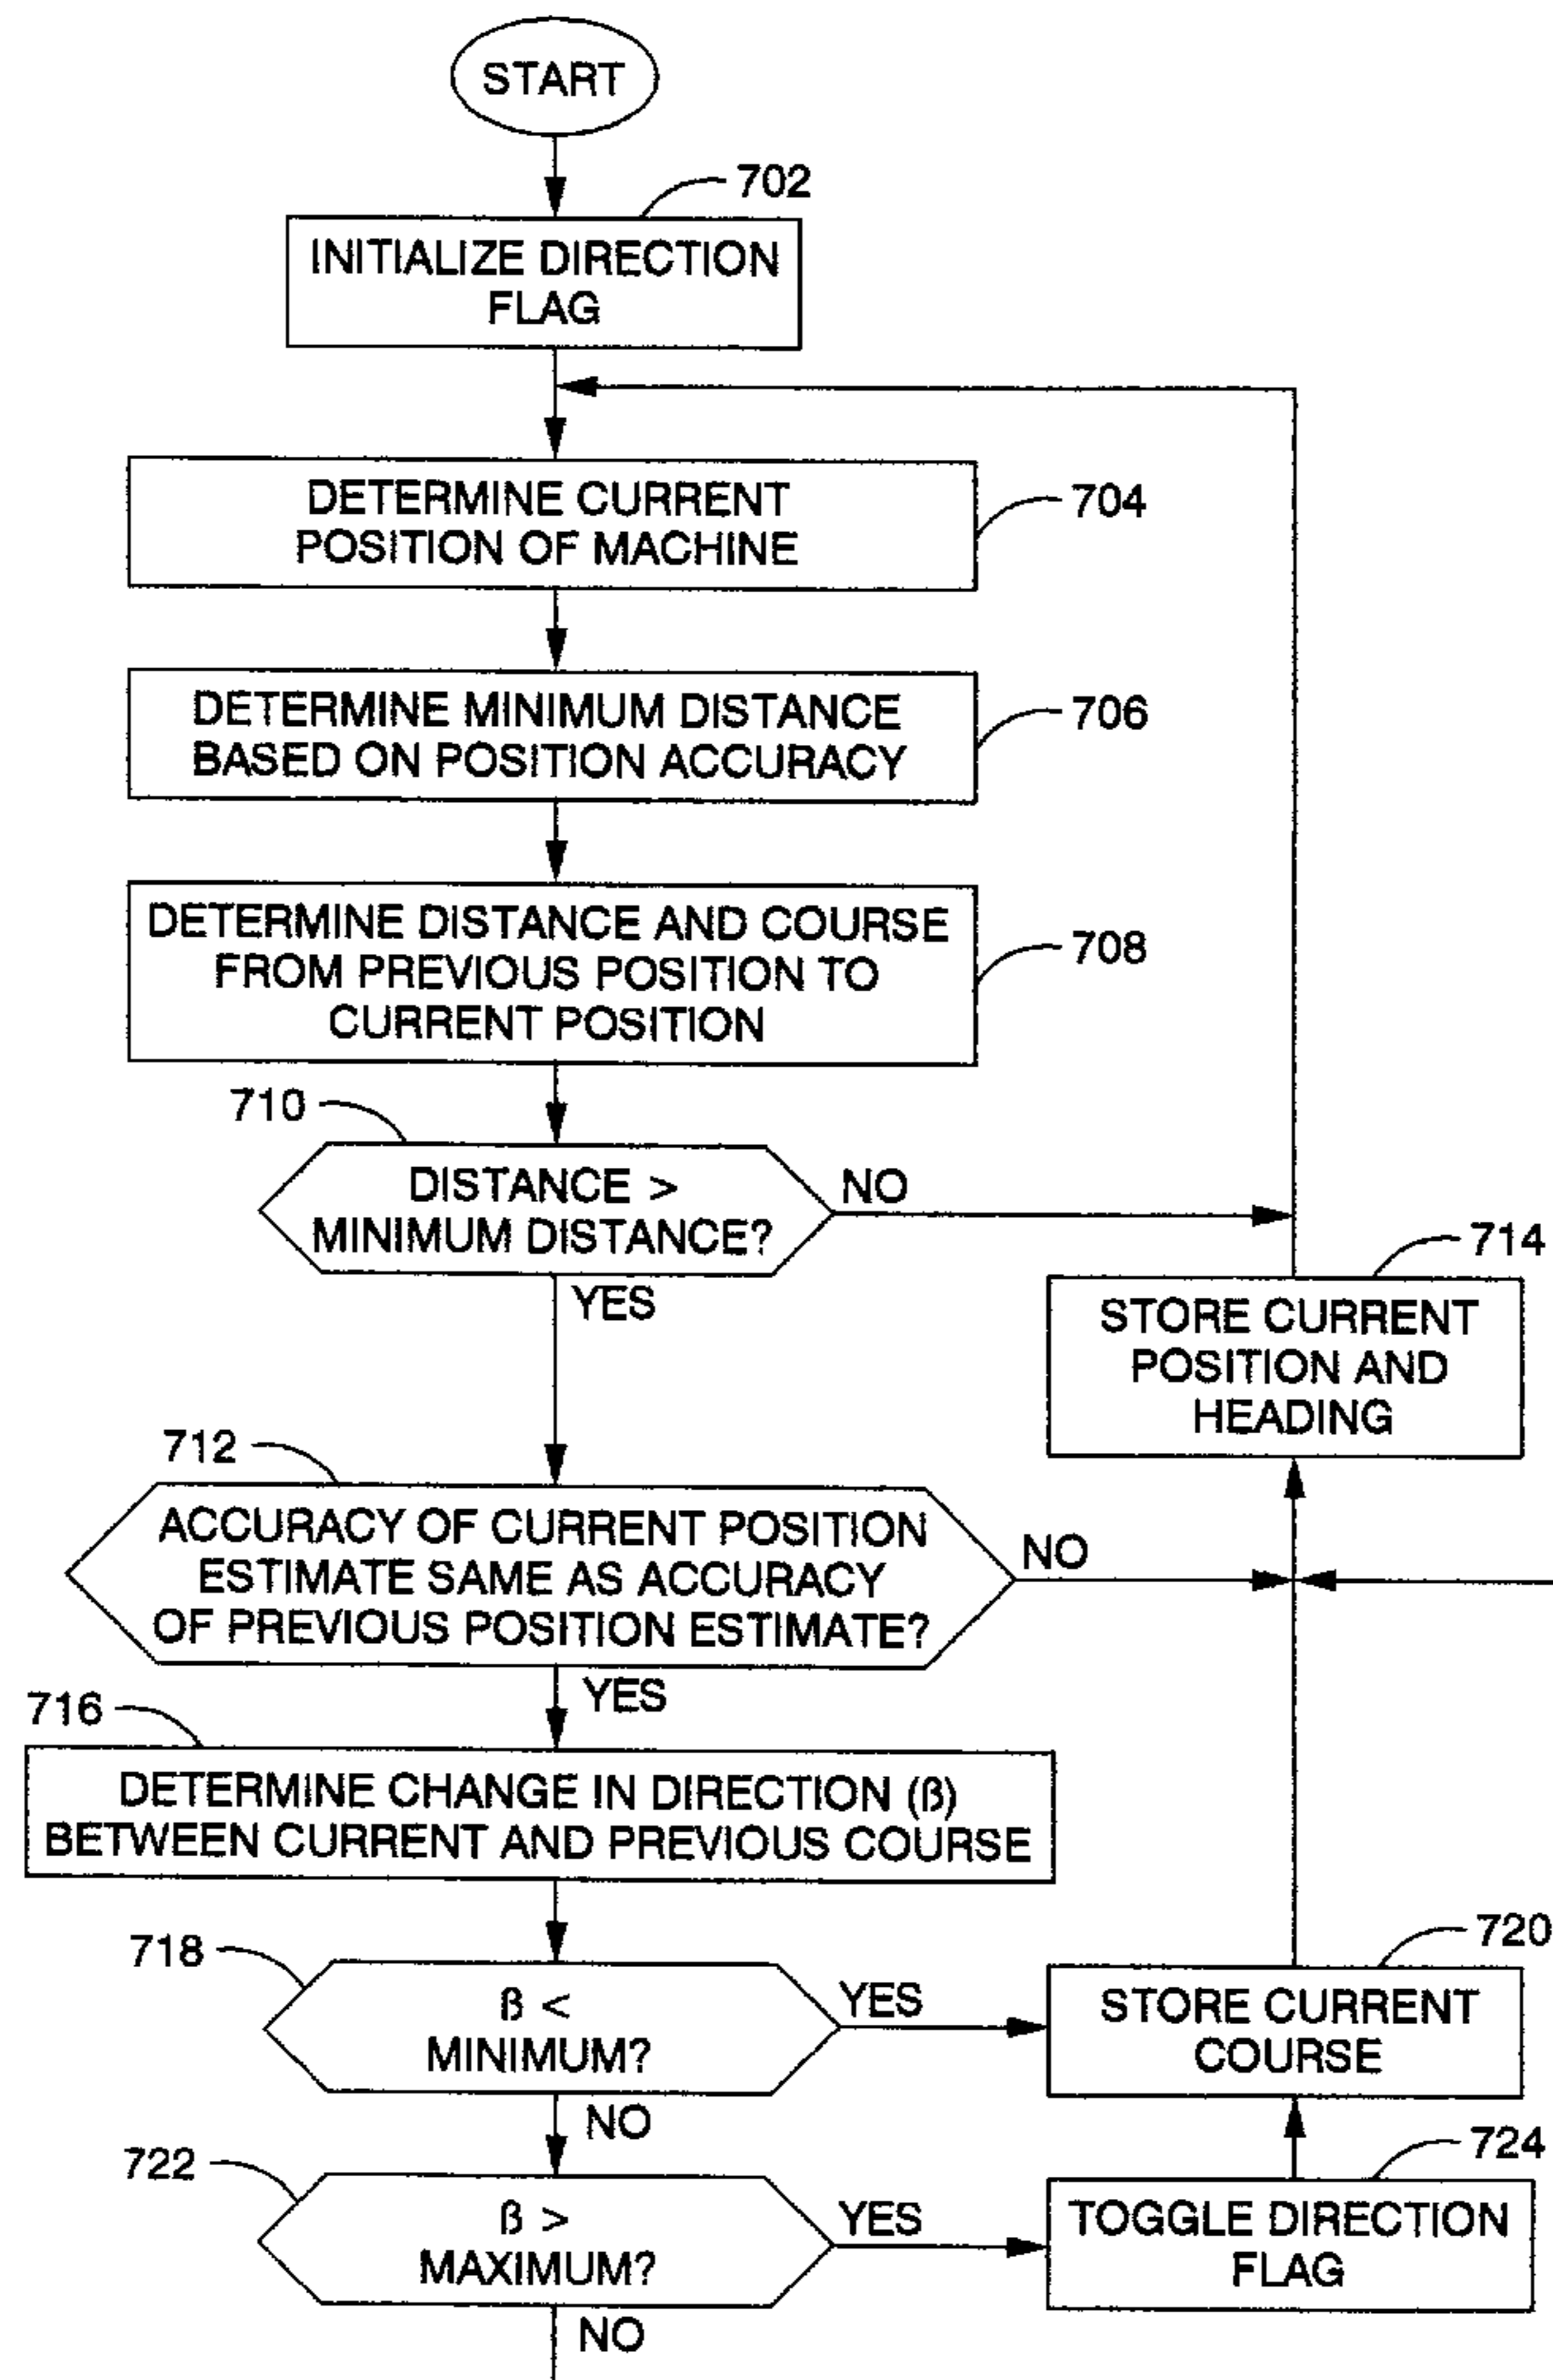 START
702
INITIALIZE DIRECTION
FLAG
DETERMINE CURRENT
POSITION OF MACHINE
704
DETERMINE MINIMUM DISTANCE
BASED ON POSITION ACCURACY
706
DETERMINE DISTANCE AND COURSE
FROM PREVIOUS POSITION TO
CURRENT POSITION
708
710
DISTANCE >
MINIMUM DISTANCE?
NO
YES
714
STORE CURRENT
POSITION AND
HEADING
712
ACCURACY OF CURRENT POSITION
ESTIMATE SAME AS ACCURACY
OF PREVIOUS POSITION ESTIMATE?
NO
YES
716
DETERMINE CHANGE IN DIRECTION (ß)
BETWEEN CURRENT AND PREVIOUS COURSE
718
ß <
MINIMUM?
YES
NO
720
STORE CURRENT
COURSE
722
ß >
MAXIMUM?
YES
NO
724
TOGGLE DIRECTION
FLAG